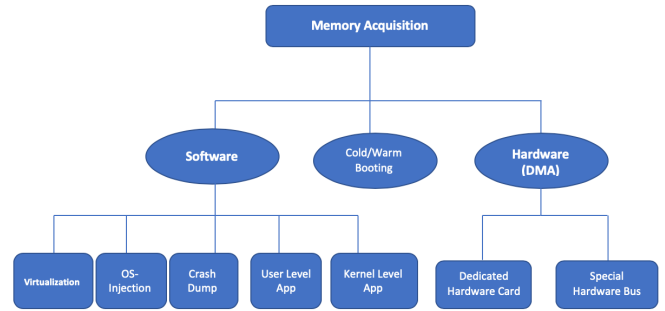 Memory Acquisition
Software
Cold/Warm
Booting
Hardware
(DMA)
Virtualization
OS-
Injection
Crash
Dump
User Level
App
Kernel Level
App
Dedicated
Hardware Card
Special
Hardware Bus